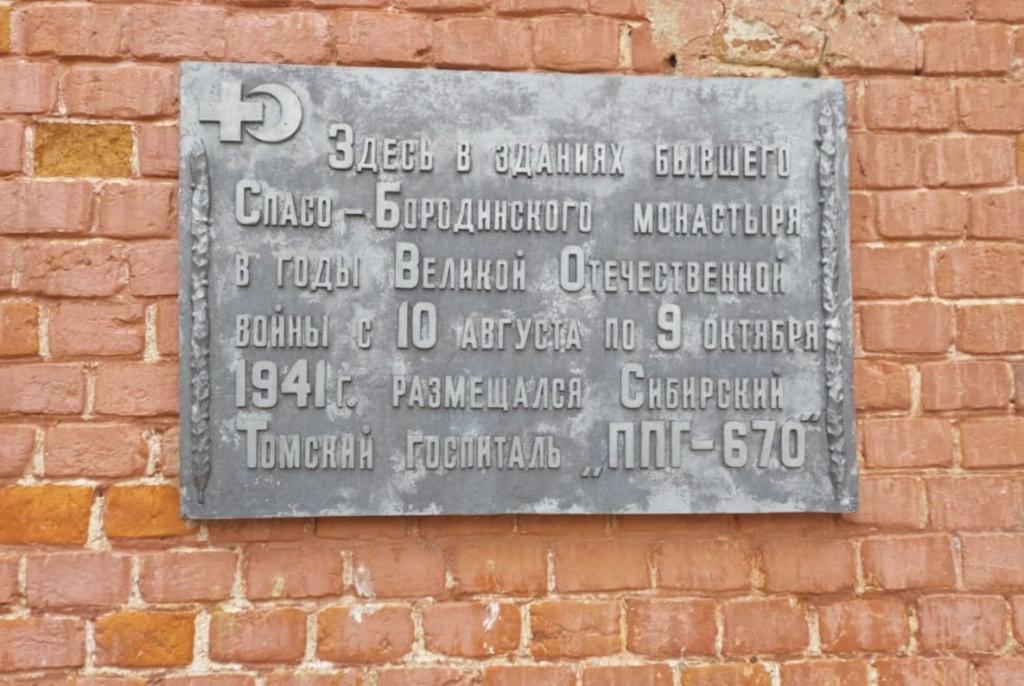 Здесь в зданиях бывшего
Спасо-Бородинского монастыря
в годы Великой Отечественной
войны с 10 августа по 9 октября
1941 г. размещался Сибирский
Томский госпиталь „ППГ-670"